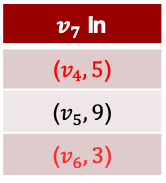 v₇ In
(v₄, 5)
(v₅, 9)
(v₆, 3)